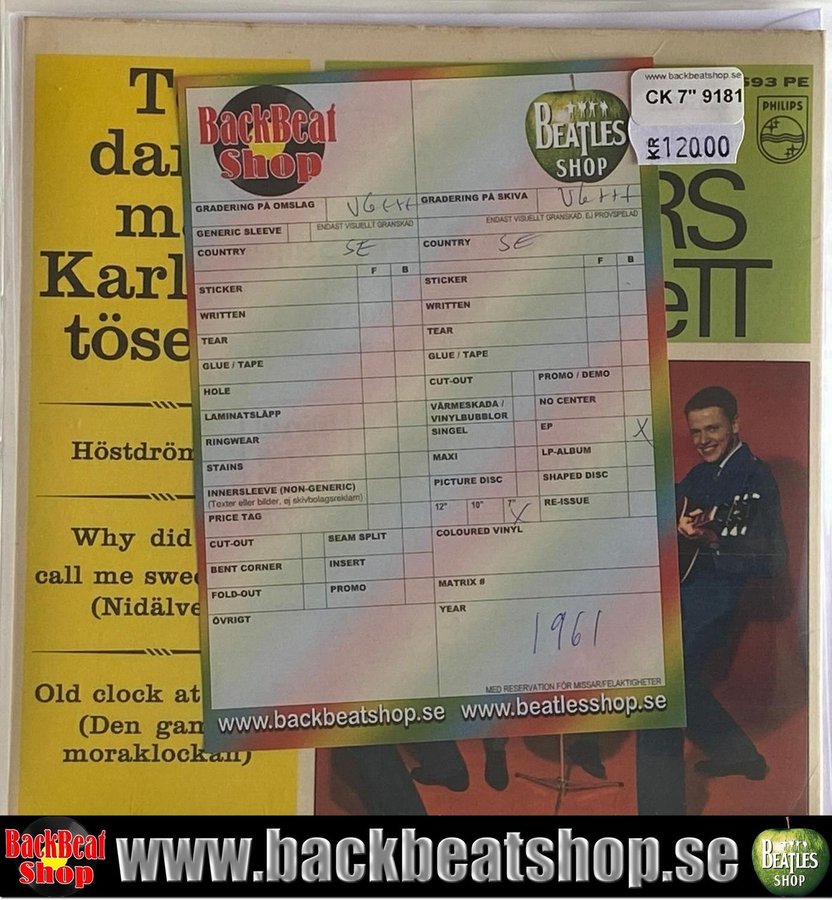 T
da
m
Karl
töse
Höstdröm
Why did
call me swe
(Nidälve
Old clock at
(Den gam
moraklockan)
593 PE
PHILIPS
RS
eTT
www.backbeatshop.se
CK 7" 9181
KR 120.00
BackBeat
Shop
BEATLES
SHOP
GRADERING PÅ OMSLAG VG+++
GRADERING PÅ SKIVA VG+++
GENERIC SLEEVE
ENDAST VISUELLT GRANSKAD
ENDAST VISUELLT GRANSKAD, EJ PROVSPELAD
COUNTRY SE
COUNTRY SE
F B
F B
STICKER
WRITTEN
TEAR
GLUE / TAPE
HOLE
LAMINATSLÄPP
RINGWEAR
STAINS
INNERSLEEVE (NON-GENERIC)
(Texter eller bilder, ej skivbolagsreklam)
PRICE TAG
CUT-OUT SEAM SPLIT
BENT CORNER INSERT
FOLD-OUT PROMO
ÖVRIGT
STICKER
WRITTEN
TEAR
GLUE / TAPE
CUT-OUT PROMO / DEMO
VÄRMESKADA /
VINYLBUBBLOR NO CENTER
SINGEL EP X
MAXI LP-ALBUM
PICTURE DISC SHAPED DISC
12" 10" 7" X RE-ISSUE
COLOURED VINYL
MATRIX #
YEAR
1961
MED RESERVATION FÖR MISSAR/FELAKTIGHETER
www.backbeatshop.se www.beatlesshop.se
BackBeat
Shop
www.backbeatshop.se
BEATLES
SHOP